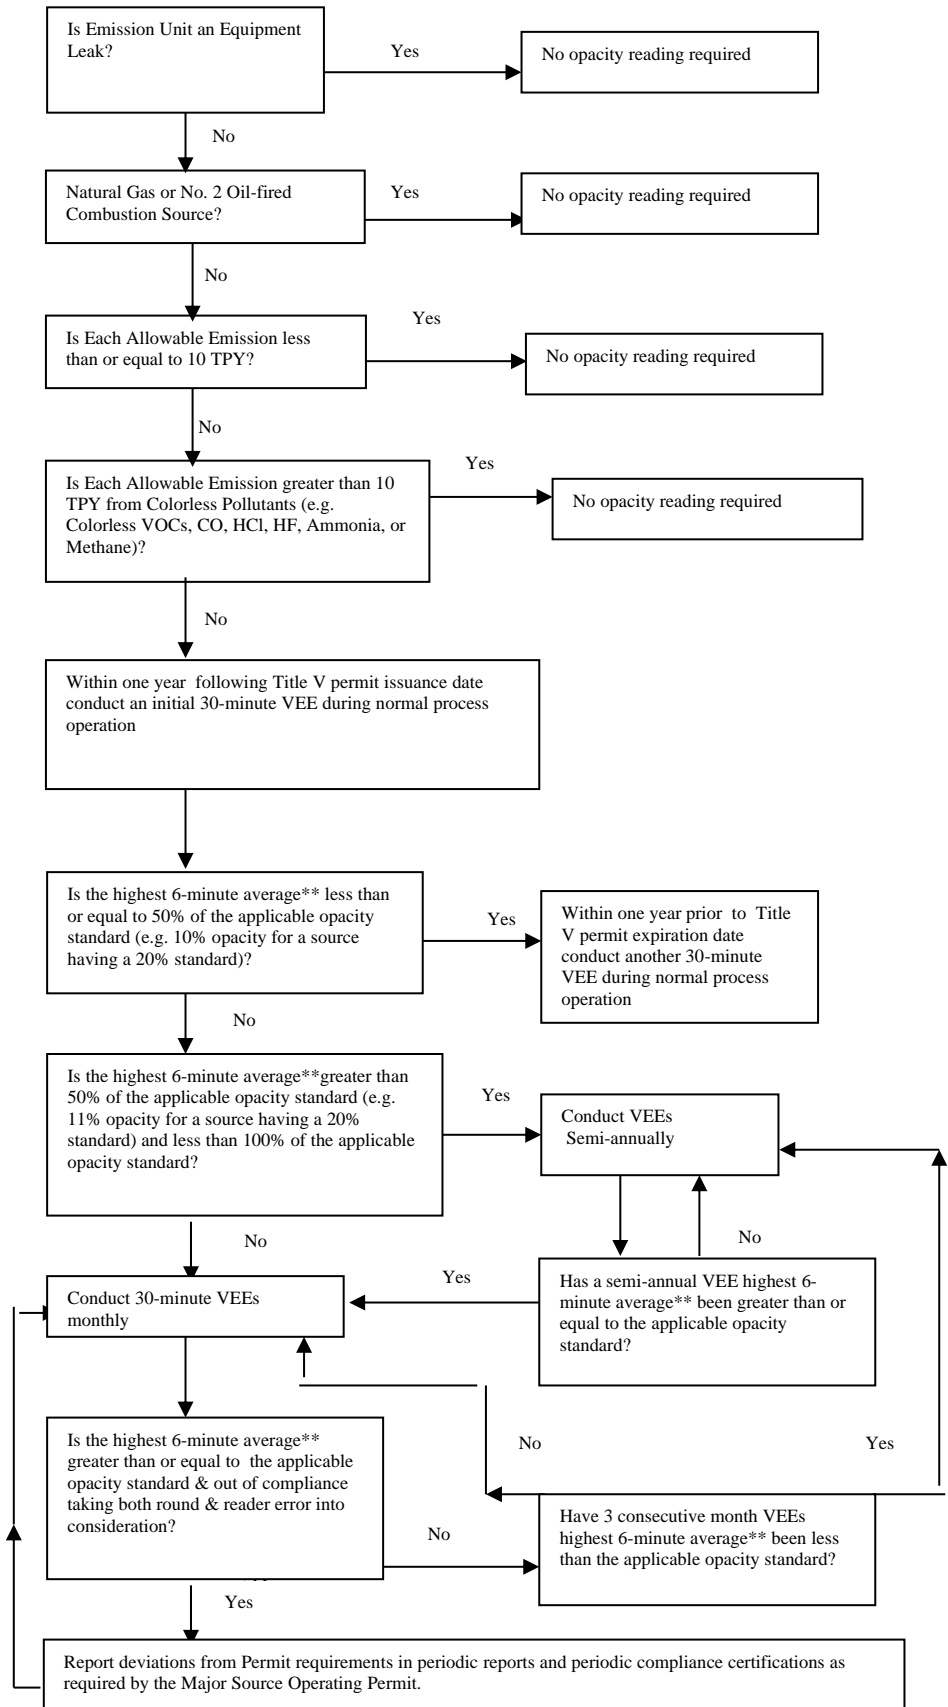 Is Emission Unit an Equipment
Leak?
Yes
No opacity reading required
No
Natural Gas or No. 2 Oil-fired
Combustion Source?
Yes
No opacity reading required
No
Is Each Allowable Emission less
than or equal to 10 TPY?
Yes
No opacity reading required
No
Is Each Allowable Emission greater than 10
TPY from Colorless Pollutants (e.g.
Colorless VOCs, CO, HCl, HF, Ammonia, or
Methane)?
Yes
No opacity reading required
No
Within one year following Title V permit issuance date
conduct an initial 30-minute VEE during normal process
operation
Is the highest 6-minute average** less than
or equal to 50% of the applicable opacity
standard (e.g. 10% opacity for a source
having a 20% standard)?
Yes
Within one year prior to Title
V permit expiration date
conduct another 30-minute
VEE during normal process
operation
No
Is the highest 6-minute average**greater than
50% of the applicable opacity standard (e.g.
11% opacity for a source having a 20%
standard) and less than 100% of the applicable
opacity standard?
Yes
Conduct VEEs
Semi-annually
No
No
Conduct 30-minute VEEs
monthly
Yes
Has a semi-annual VEE highest 6-
minute average** been greater than or
equal to the applicable opacity
standard?
Is the highest 6-minute average**
greater than or equal to the applicable
opacity standard & out of compliance
taking both round & reader error into
consideration?
No
Yes
No
Have 3 consecutive month VEEs
highest 6-minute average** been less
than the applicable opacity standard?
Yes
Report deviations from Permit requirements in periodic reports and periodic compliance certifications as
required by the Major Source Operating Permit.